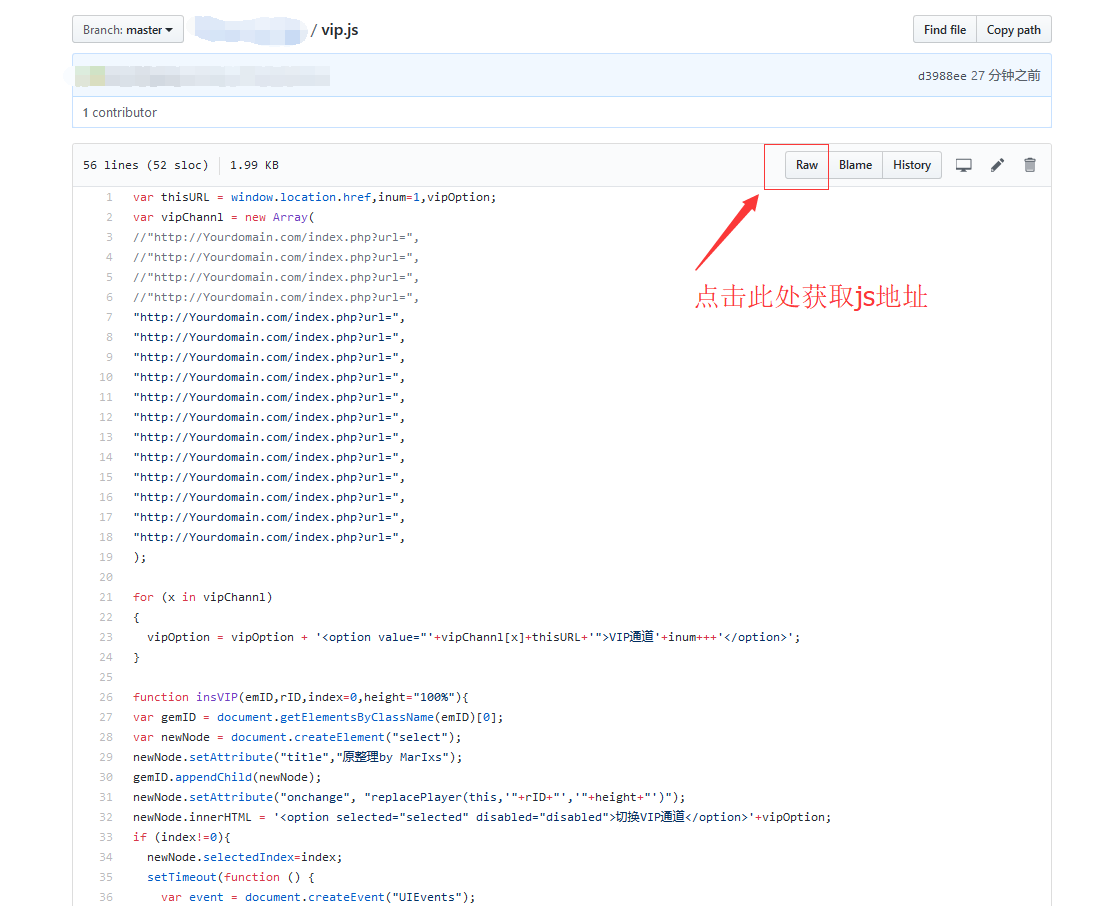 Branch: master / vip.js Find file Copy path
d3988ee 27 分钟之前
1 contributor
56 lines (52 sloc) 1.99 KB Raw Blame History
1 var thisURL = window.location.href,inum=1,vipOption;
2 var vipChannl = new Array(
3 //"http://Yourdomain.com/index.php?url=",
4 //"http://Yourdomain.com/index.php?url=",
5 //"http://Yourdomain.com/index.php?url=",
6 //"http://Yourdomain.com/index.php?url=",
点击此处获取js地址
7 "http://Yourdomain.com/index.php?url=",
8 "http://Yourdomain.com/index.php?url=",
9 "http://Yourdomain.com/index.php?url=",
10 "http://Yourdomain.com/index.php?url=",
11 "http://Yourdomain.com/index.php?url=",
12 "http://Yourdomain.com/index.php?url=",
13 "http://Yourdomain.com/index.php?url=",
14 "http://Yourdomain.com/index.php?url=",
15 "http://Yourdomain.com/index.php?url=",
16 "http://Yourdomain.com/index.php?url=",
17 "http://Yourdomain.com/index.php?url=",
18 "http://Yourdomain.com/index.php?url=",
19 );
20
21 for (x in vipChannl)
22 {
23 vipOption = vipOption + '<option value="'+vipChannl[x]+thisURL+'">VIP通道'+inum+++'</option>';
24 }
25
26 function insVIP(emID,rID,index=0,height="100%"){
27 var gemID = document.getElementsByClassName(emID)[0];
28 var newNode = document.createElement("select");
29 newNode.setAttribute("title","原整理by MarIxs");
30 gemID.appendChild(newNode);
31 newNode.setAttribute("onchange", "replacePlayer(this,'"+rID+"','"+height+"')");
32 newNode.innerHTML = '<option selected="selected" disabled="disabled">切换VIP通道</option>'+vipOption;
33 if (index!=0){
34 newNode.selectedIndex=index;
35 setTimeout(function () {
36 var event = document.createEvent("UIEvents");